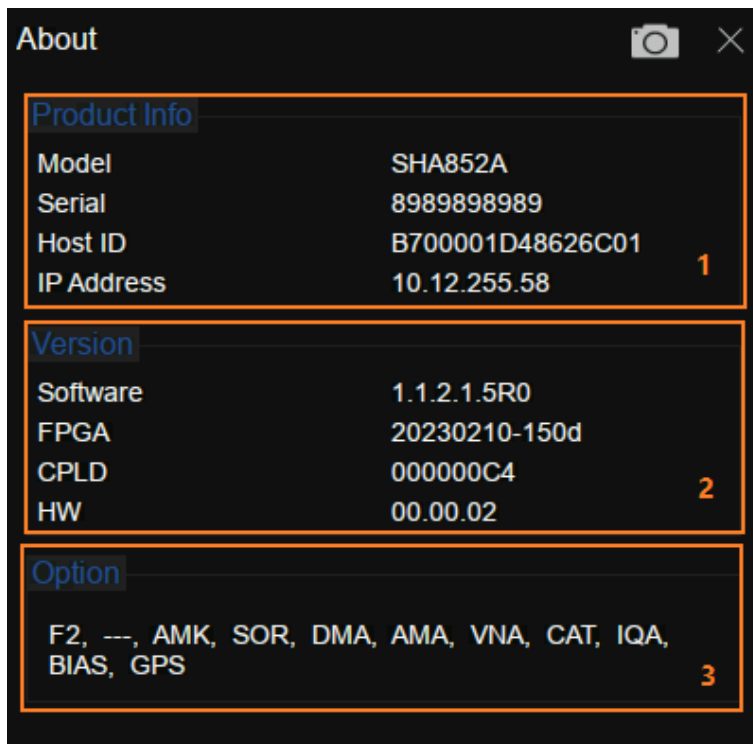 About
Product Info
Model SHA852A
Serial 8989898989
Host ID B700001D48626C01
IP Address 10.12.255.58
1
Version
Software 1.1.2.1.5R0
FPGA 20230210-150d
CPLD 000000C4
HW 00.00.02
2
Option
F2, ---, AMK, SOR, DMA, AMA, VNA, CAT, IQA,
BIAS, GPS
3